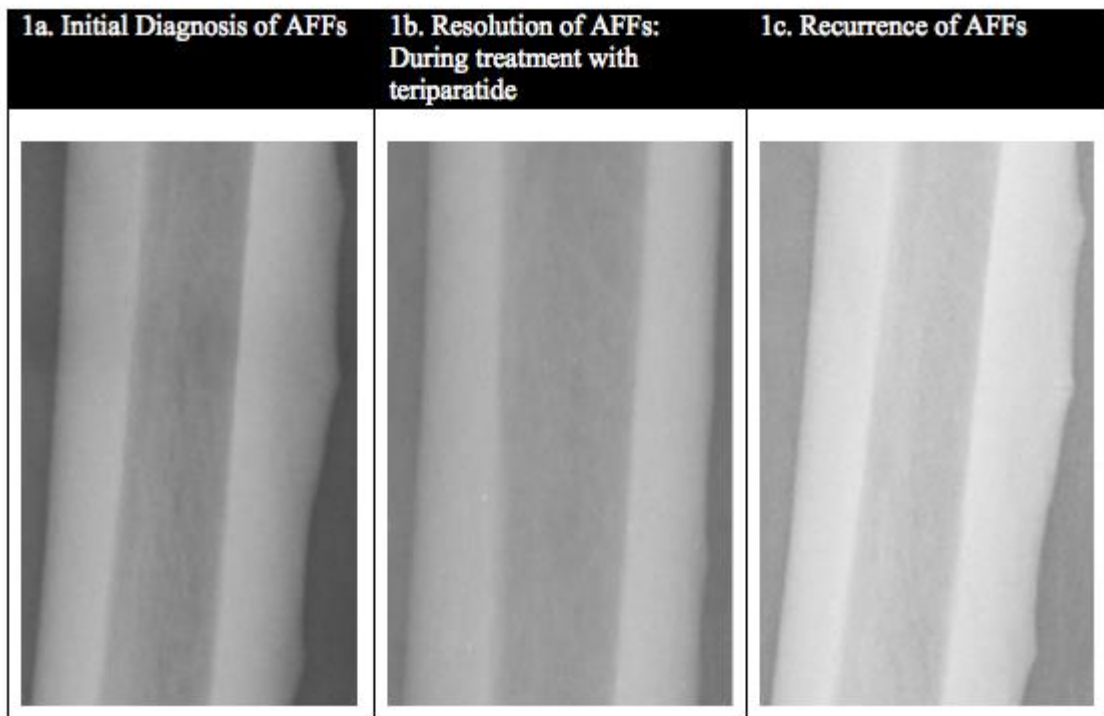 1a. Initial Diagnosis of AFFs
1b. Resolution of AFFs:
During treatment with
teriparatide
1c. Recurrence of AFFs